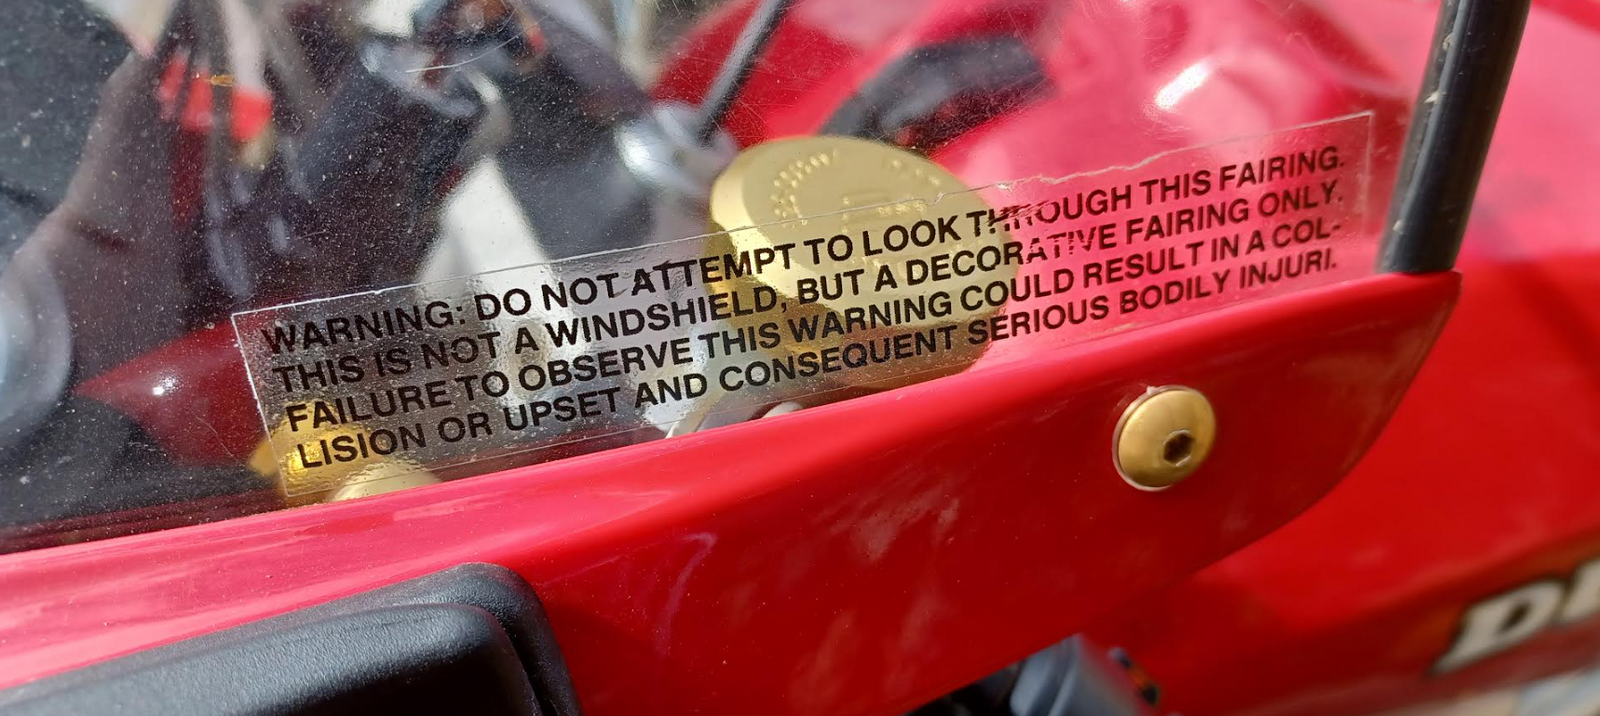 WARNING: DO NOT ATTEMPT TO LOOK THROUGH THIS FAIRING.
THIS IS NOT A WINDSHIELD, BUT A DECORATIVE FAIRING ONLY.
FAILURE TO OBSERVE THIS WARNING COULD RESULT IN A COL-
LISION OR UPSET AND CONSEQUENT SERIOUS BODILY INJURI.